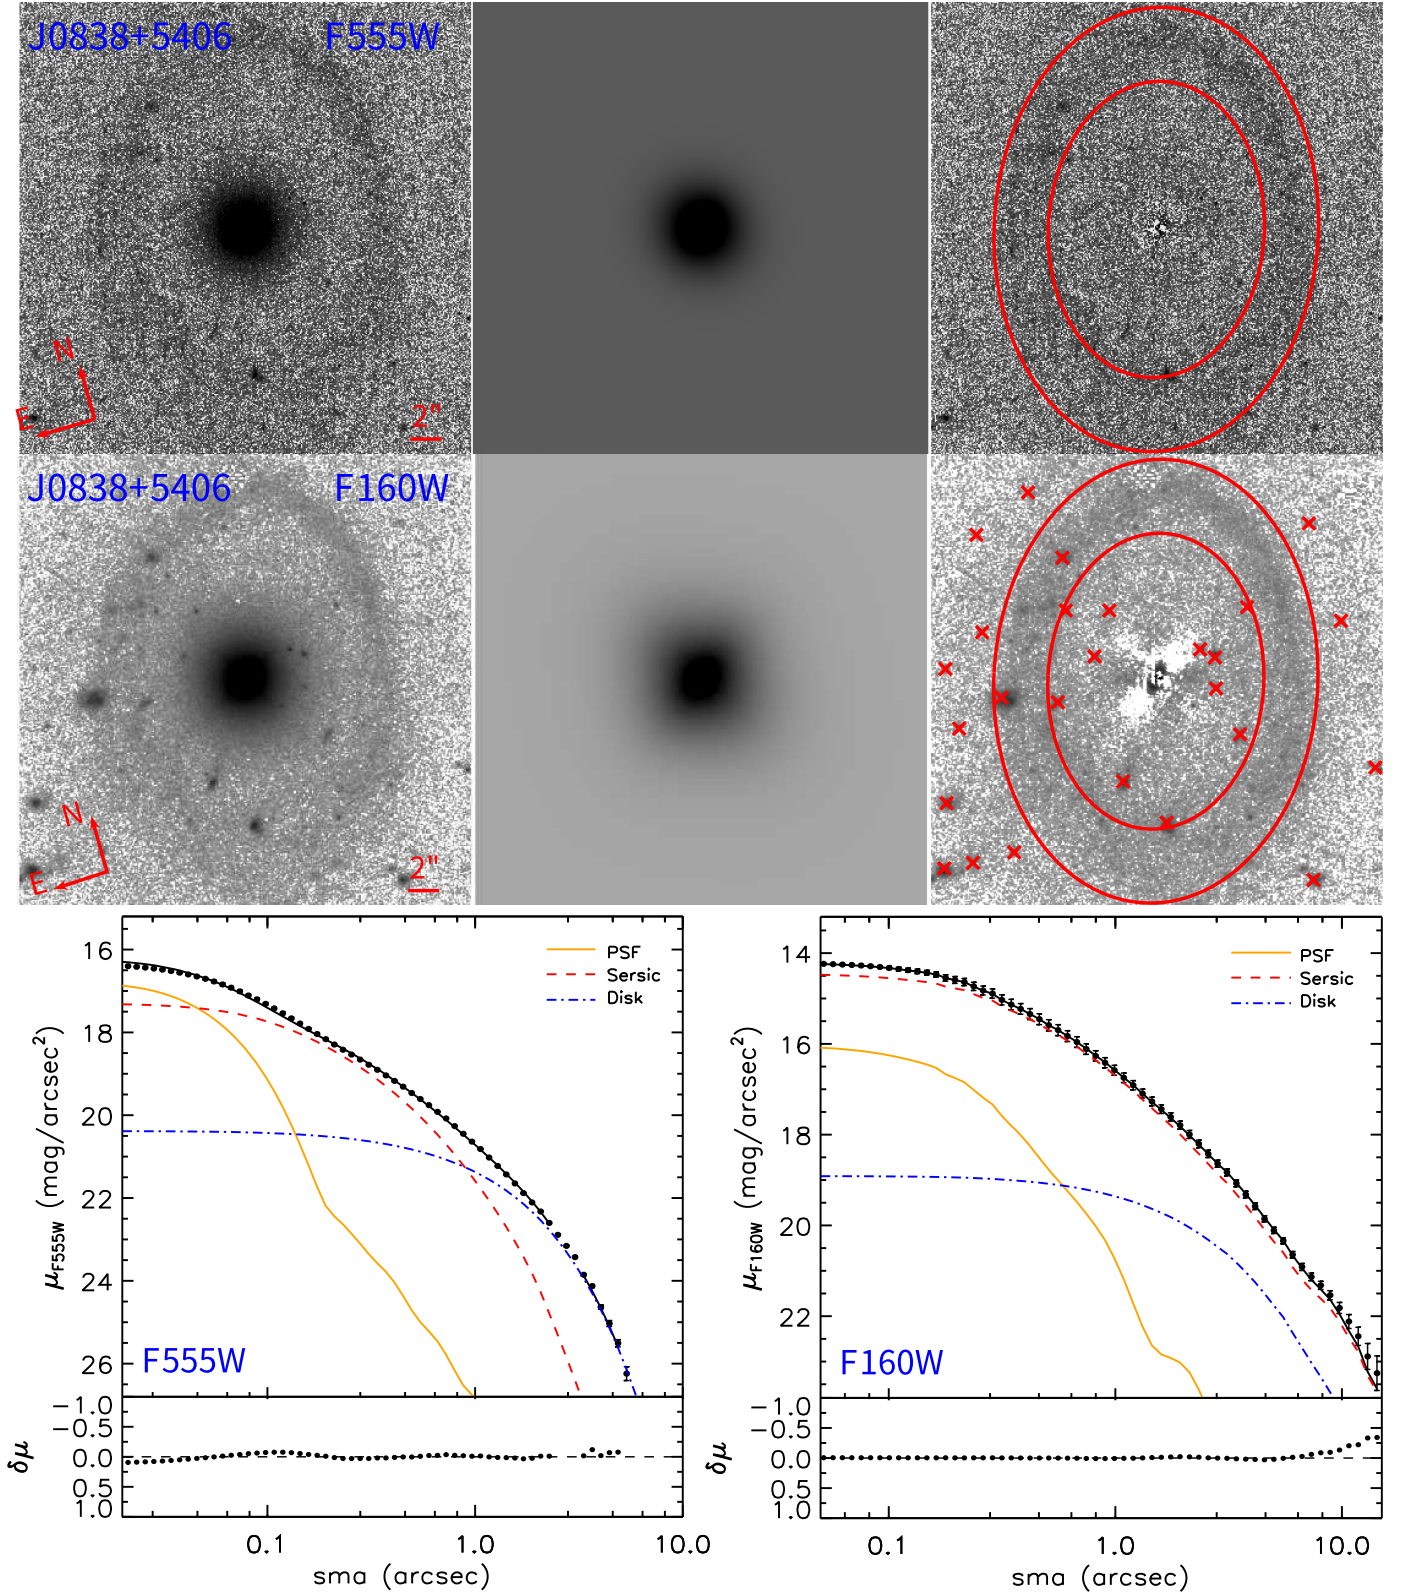 J0838+5406 F555W
N
E
2"
J0838+5406 F160W
N
E
2"
16
18
20
22
24
26
μF555W (mag/arcsec2)
PSF
Sersic
Disk
F555W
−1.0
−0.5
0.0
0.5
1.0
δμ
0.1 1.0 10.0
sma (arcsec)
14
16
18
20
22
μF160W (mag/arcsec2)
PSF
Sersic
Disk
F160W
−1.0
−0.5
0.0
0.5
1.0
δμ
0.1 1.0 10.0
sma (arcsec)